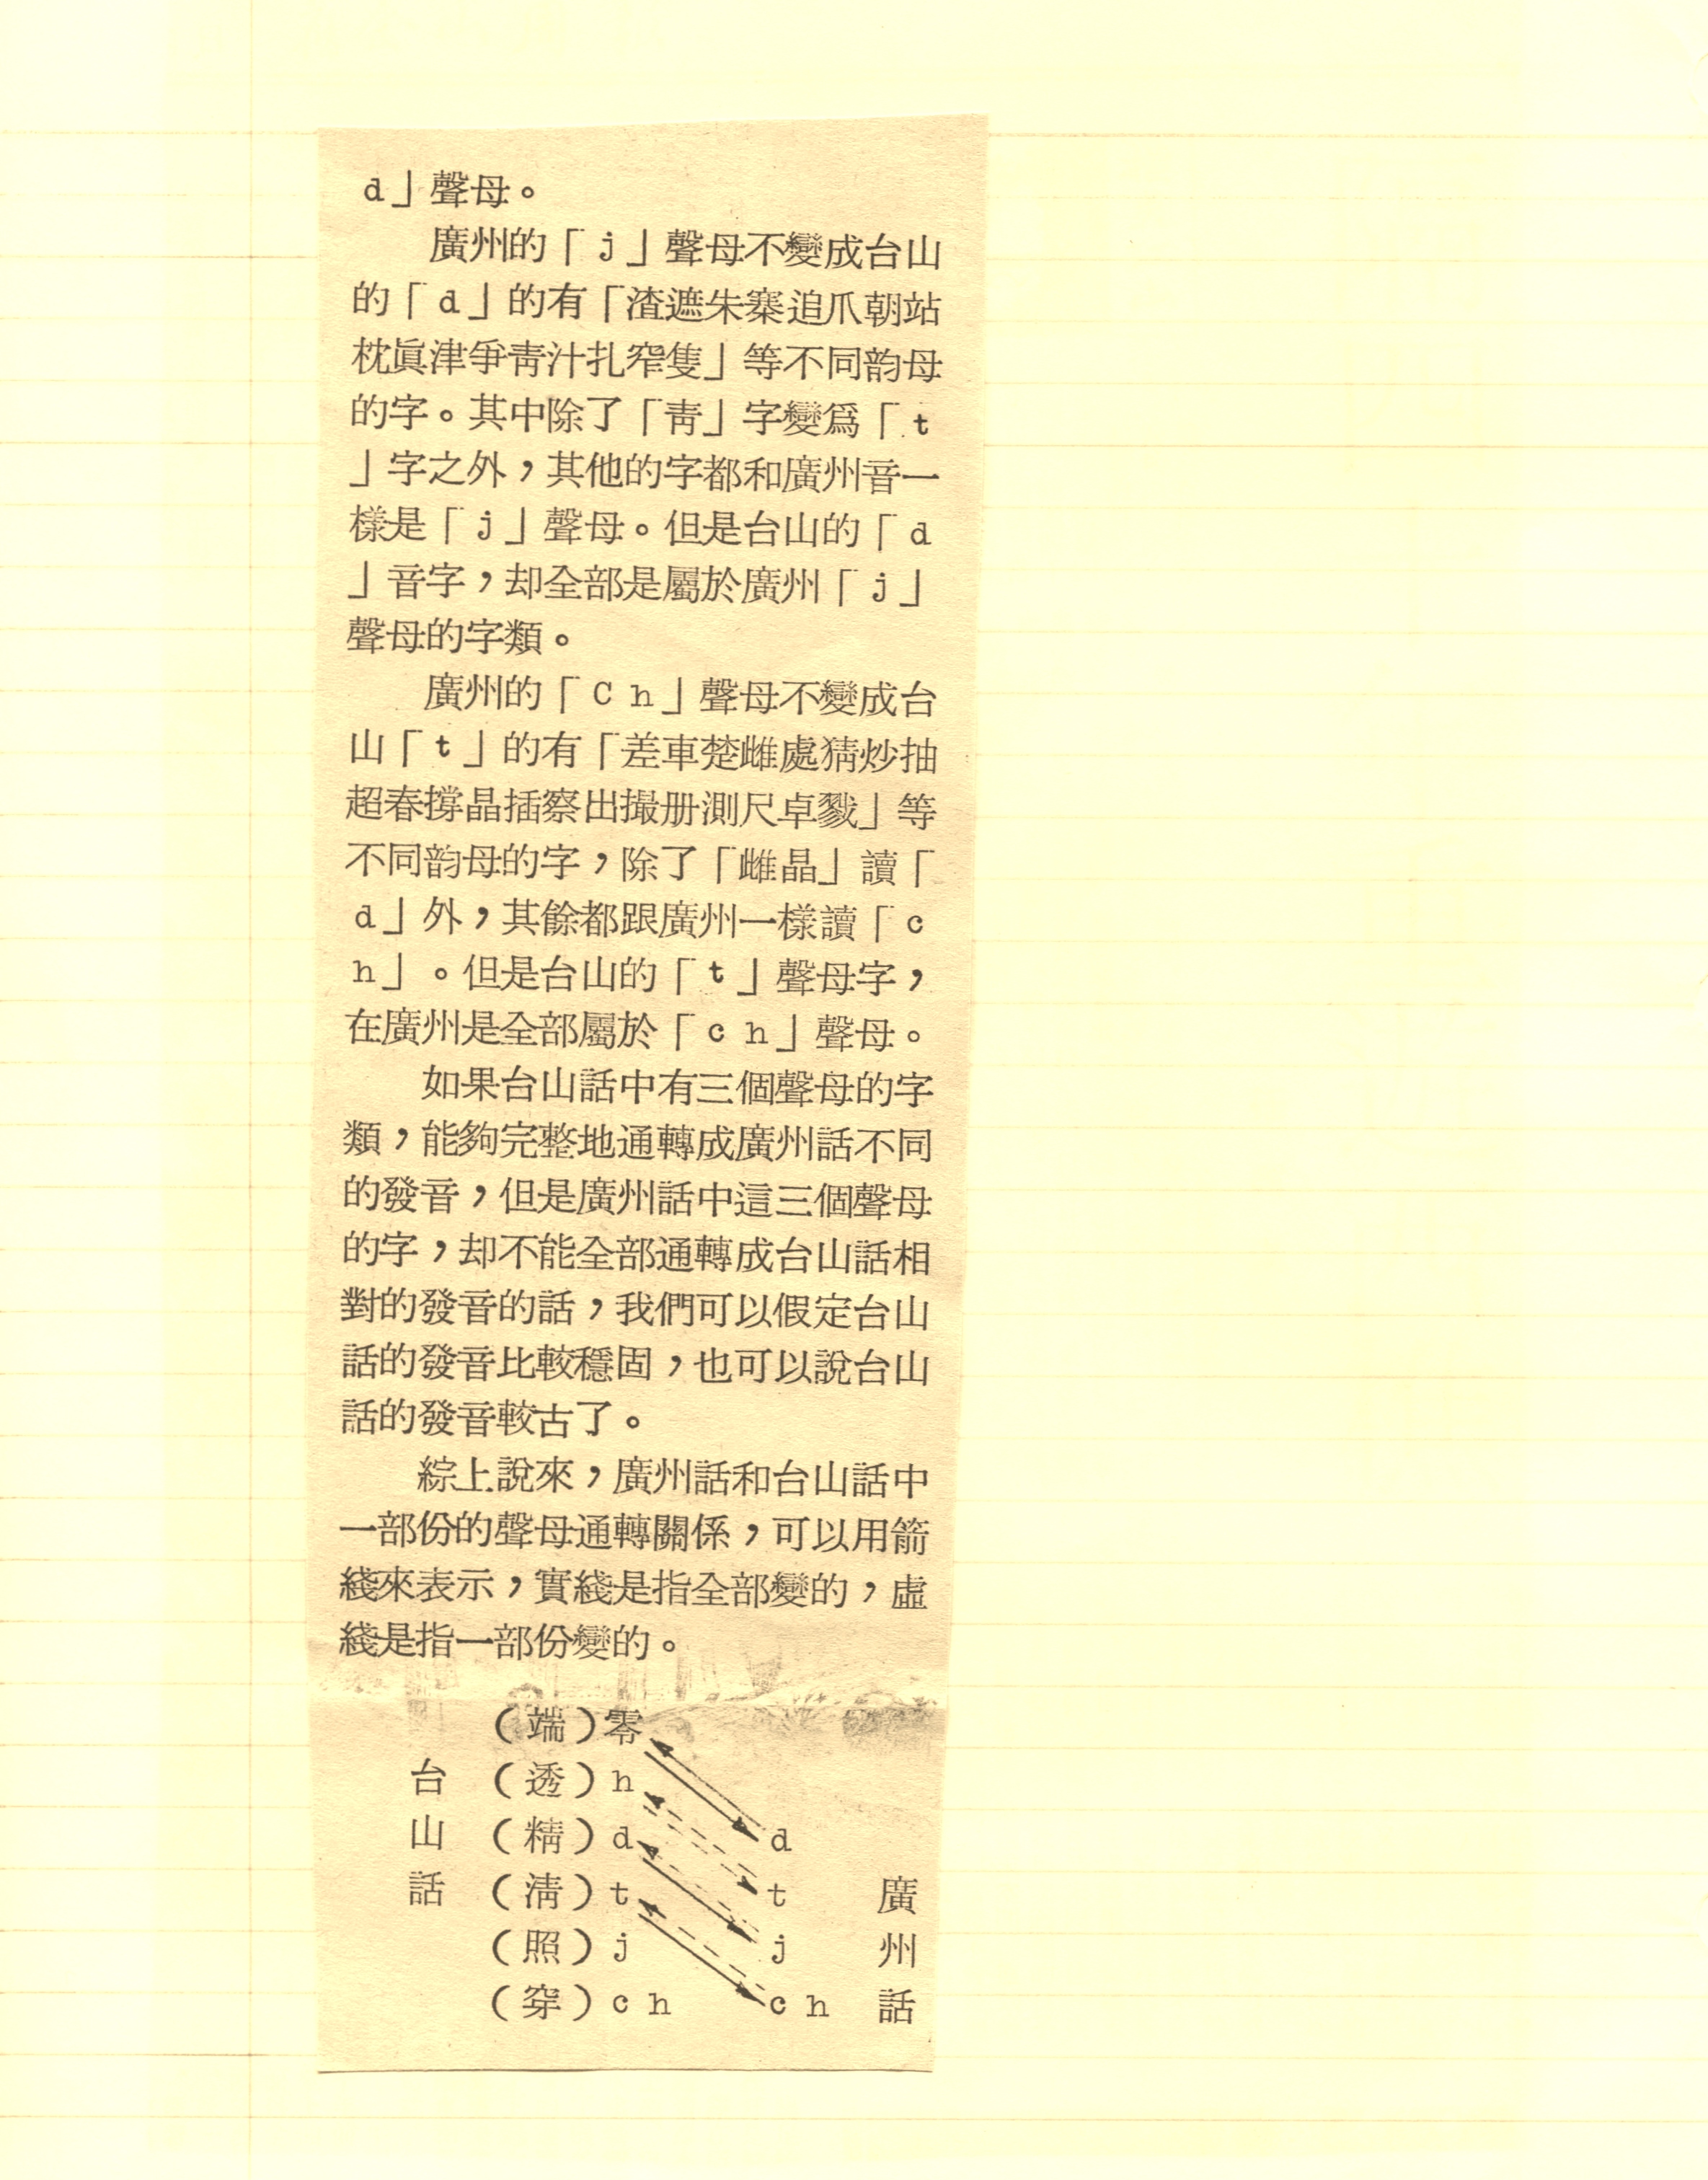 d」聲母。
廣州的「j」聲母不變成台山
的「d」的有「渣遮朱寨追爪朝站
枕眞津爭靑汁扎窄隻」等不同韵母
的字。其中除了「靑」字變爲「t
」字之外，其他的字都和廣州音一
樣是「j」聲母。但是台山的「d
」音字，却全部是屬於廣州「j」
聲母的字類。
廣州的「Ch」聲母不變成台
山「t」的有「差車楚雌處猜炒抽
超春撐晶插察出撮册測尺卓戮」等
不同韵母的字，除了「雌晶」讀「
d」外，其餘都跟廣州一樣讀「c
h」。但是台山的「t」聲母字，
在廣州是全部屬於「ch」聲母。
如果台山話中有三個聲母的字
類，能夠完整地通轉成廣州話不同
的發音，但是廣州話中這三個聲母
的字，却不能全部通轉成台山話相
對的發音的話，我們可以假定台山
話的發音比較穩固，也可以說台山
話的發音較古了。
綜上說來，廣州話和台山話中
一部份的聲母通轉關係，可以用箭
綫來表示，實綫是指全部變的，虛
綫是指一部份變的。
（端）零
台（透）h
山（精）d d
話（淸）t t 廣
（照）j j 州
（穿）ch ch 話